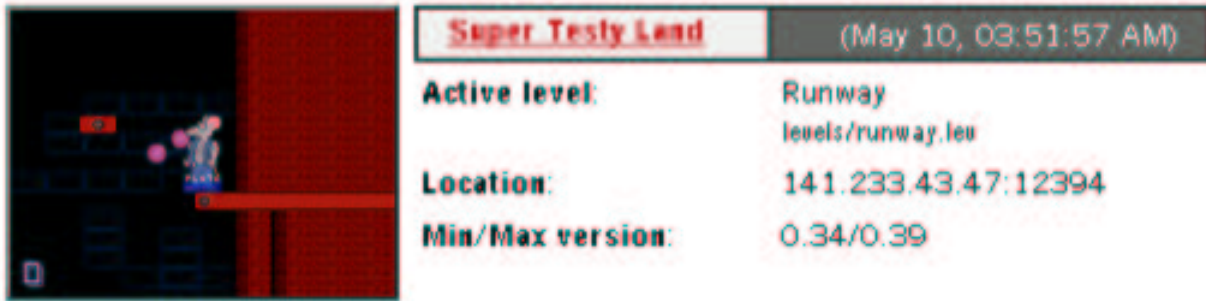 Super Testy Land (May 10, 03:51:57 AM)
Active level: Runway
levels/runway.lev
Location: 141.233.43.47:12394
Min/Max version: 0.34/0.39